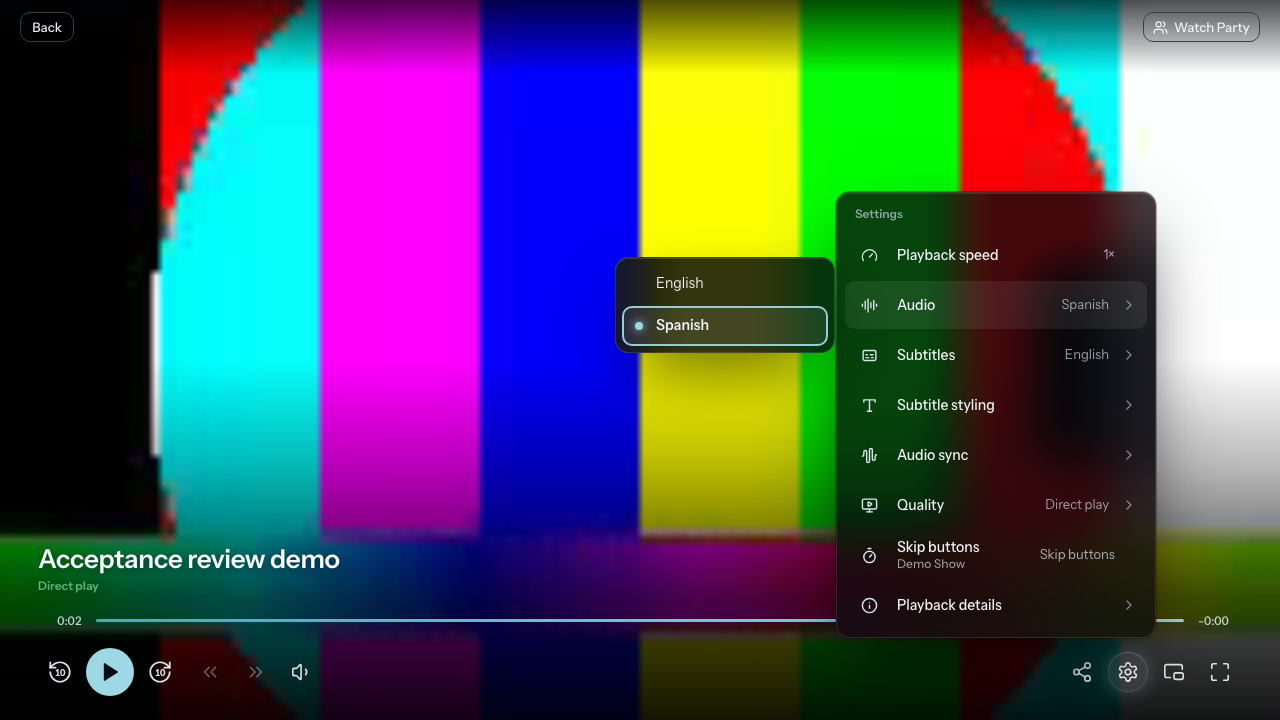 Back
Watch Party
Settings
Playback speed 1×
English
Audio Spanish
Spanish
Subtitles English
Subtitle styling
Audio sync
Quality Direct play
Skip buttons
Demo Show
Skip buttons
Playback details
Acceptance review demo
Direct play
0:02
-0:00
10
10